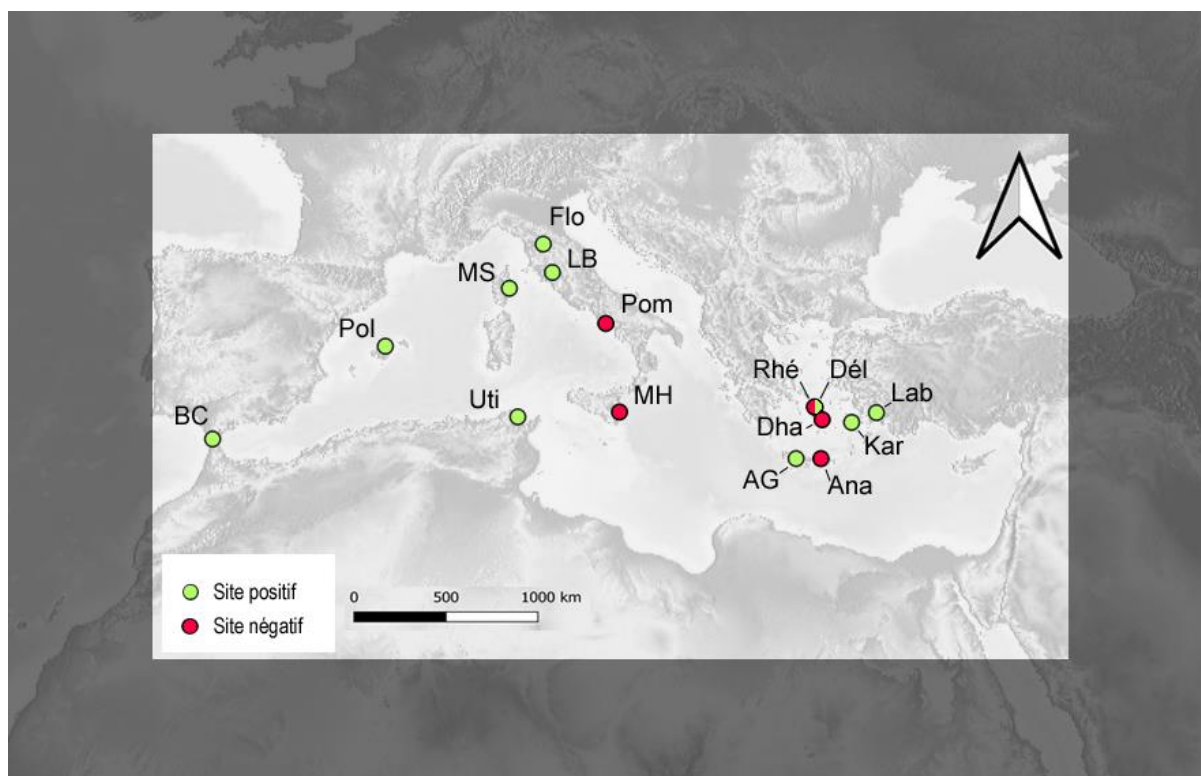 Flo
LB
MS
Pom
Pol
Rhé Dél
Lab
Uti
MH
BC
Dha
Kar
AG
Ana
Site positif
Site négatif
0 500 1000 km